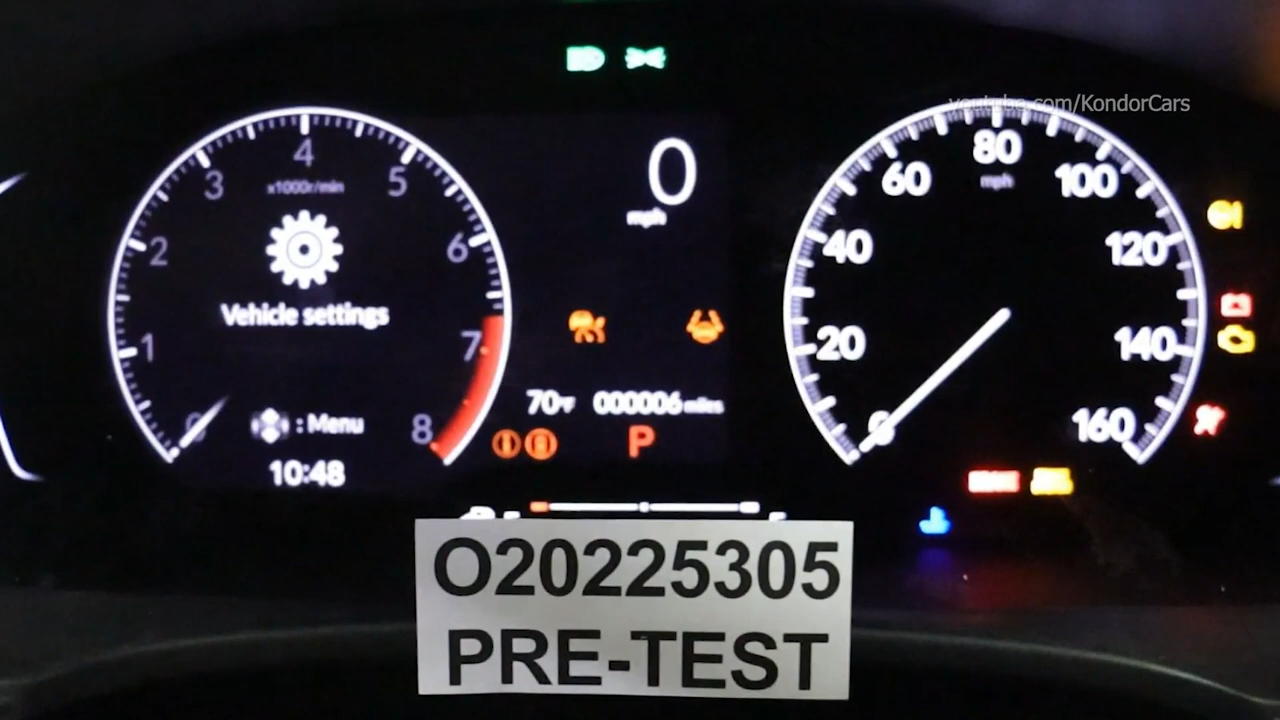 youtube.com/KondorCars
0
mph
x1000r/min
0 1 2 3 4 5 6 7 8
Vehicle settings
: Menu
10:48
70°F 000006 miles
P
0 20 40 60 80 100 120 140 160
mph
O20225305
PRE-TEST